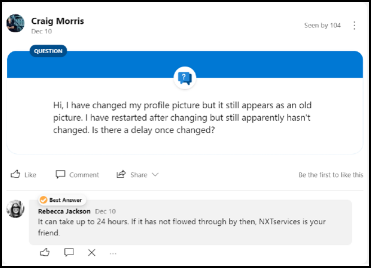 Craig Morris
Seen by 104
Dec 10
QUESTION
Hi, I have changed my profile picture but it still appears as an old
picture. I have restarted after changing but still apparently hasn't
changed. Is there a delay once changed?
Like
Comment
Share
Be the first to like this
Best Answer
Rebecca Jackson Dec 10
It can take up to 24 hours. If it has not flowed through by then, NXTservices is your
friend.